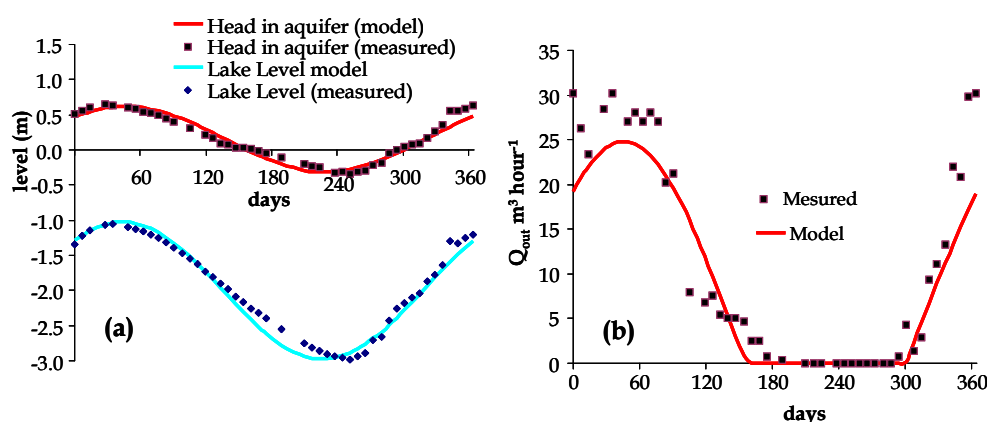 Head in aquifer (model)
Head in aquifer (measured)
Lake Level model
Lake Level (measured)
1.5
1.0
0.5
0.0
-0.5
-1.0
-1.5
-2.0
-2.5
-3.0
level (m)
60 120 180 240 300 360
days
(a)
35
30
25
20
15
10
5
0
Qout m³ hour⁻¹
Mesured
Model
(b)
0 60 120 180 240 300 360
days